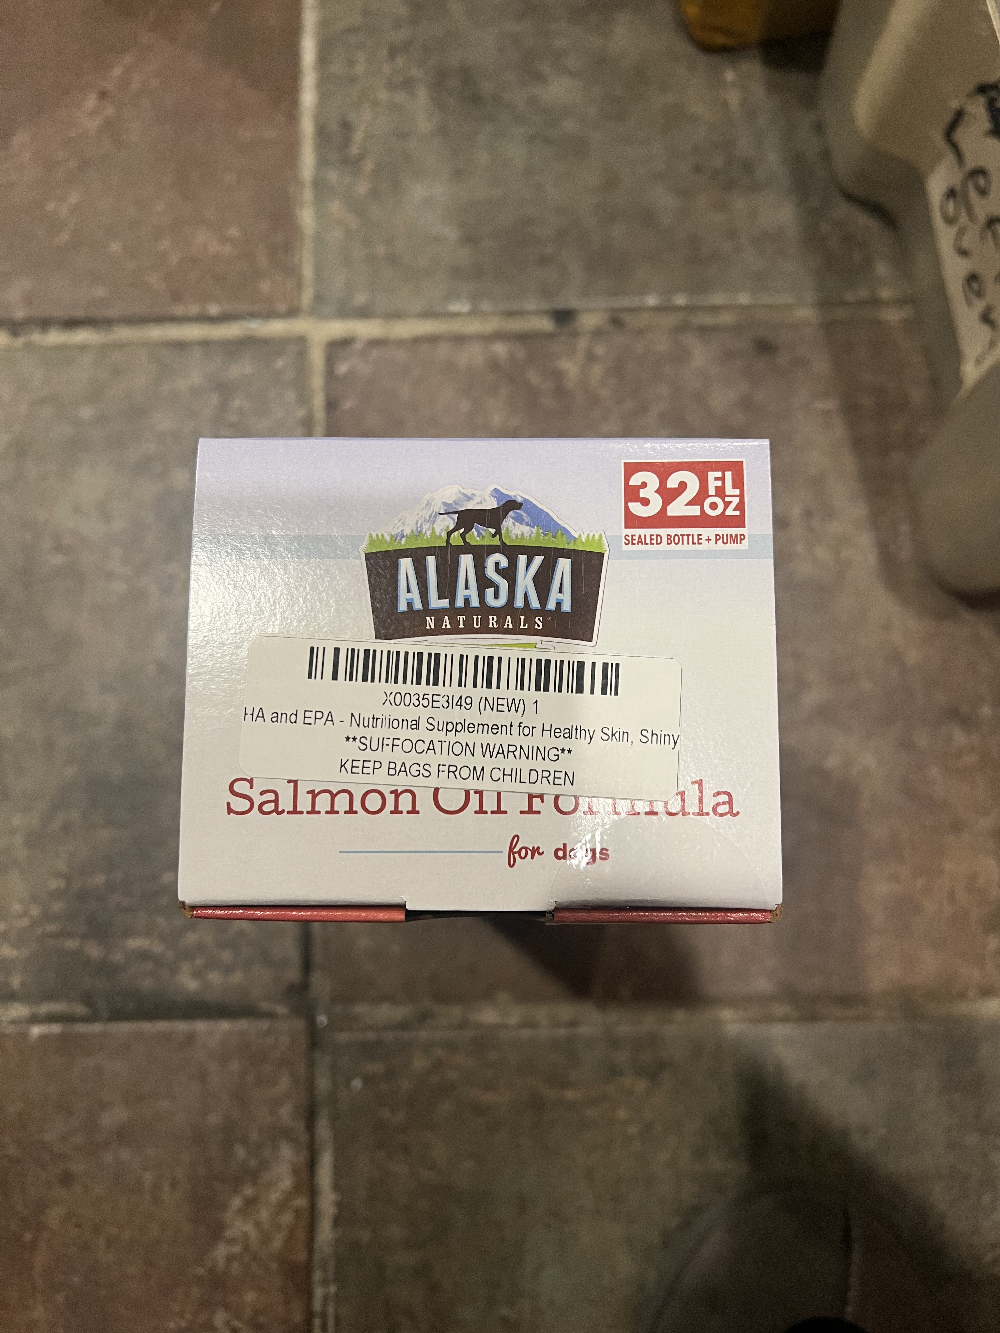 32 FL
OZ
SEALED BOTTLE + PUMP
ALASKA
NATURALS
X0035E3I49 (NEW) 1
HA and EPA - Nutritional Supplement for Healthy Skin, Shiny
**SUFFOCATION WARNING**
KEEP BAGS FROM CHILDREN
Salmon Oil Formula
for dogs